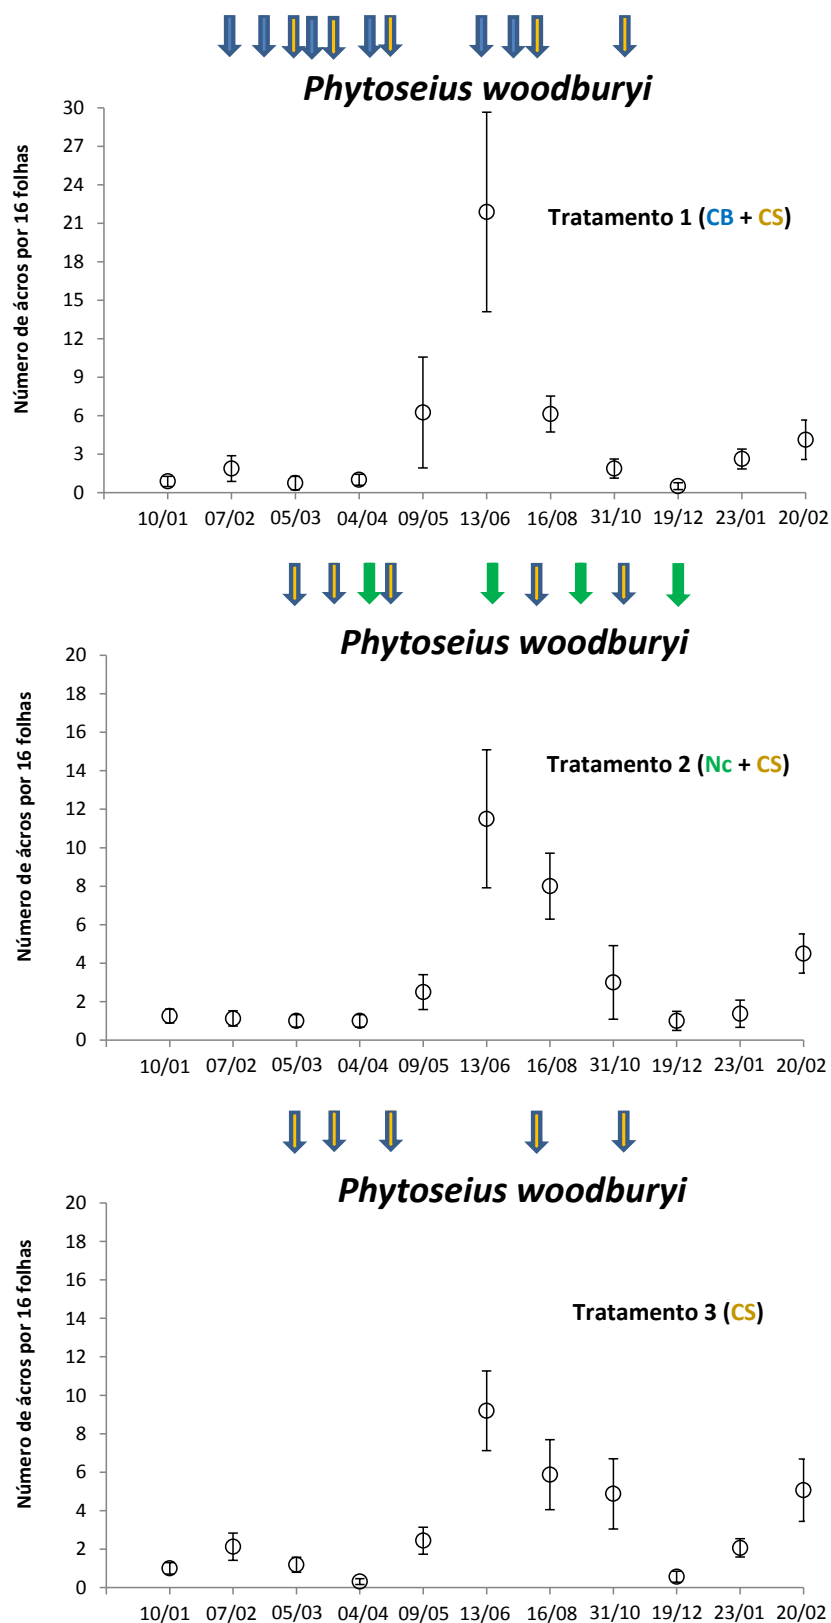 Phytoseius woodburyi
Número de ácros por 16 folhas
30
27
24
21
18
15
12
9
6
3
0
Tratamento 1 (CB + CS)
10/01 07/02 05/03 04/04 09/05 13/06 16/08 31/10 19/12 23/01 20/02
Phytoseius woodburyi
Número de ácros por 16 folhas
20
18
16
14
12
10
8
6
4
2
0
Tratamento 2 (Nc + CS)
10/01 07/02 05/03 04/04 09/05 13/06 16/08 31/10 19/12 23/01 20/02
Phytoseius woodburyi
Número de ácros por 16 folhas
20
18
16
14
12
10
8
6
4
2
0
Tratamento 3 (CS)
10/01 07/02 05/03 04/04 09/05 13/06 16/08 31/10 19/12 23/01 20/02